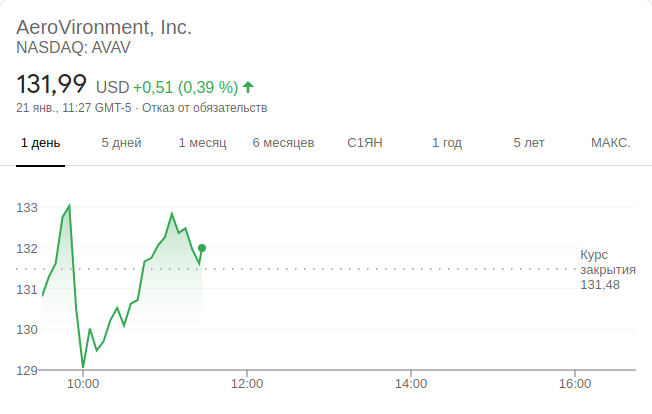 AeroVironment, Inc.
NASDAQ: AVAV
131,99 USD +0,51 (0,39 %)
21 янв., 11:27 GMT-5 · Отказ от обязательств
1 день 5 дней 1 месяц 6 месяцев С1ЯН 1 год 5 лет МАКС.
133
132
131
130
129
Курс
закрытия
131,48
10:00 12:00 14:00 16:00